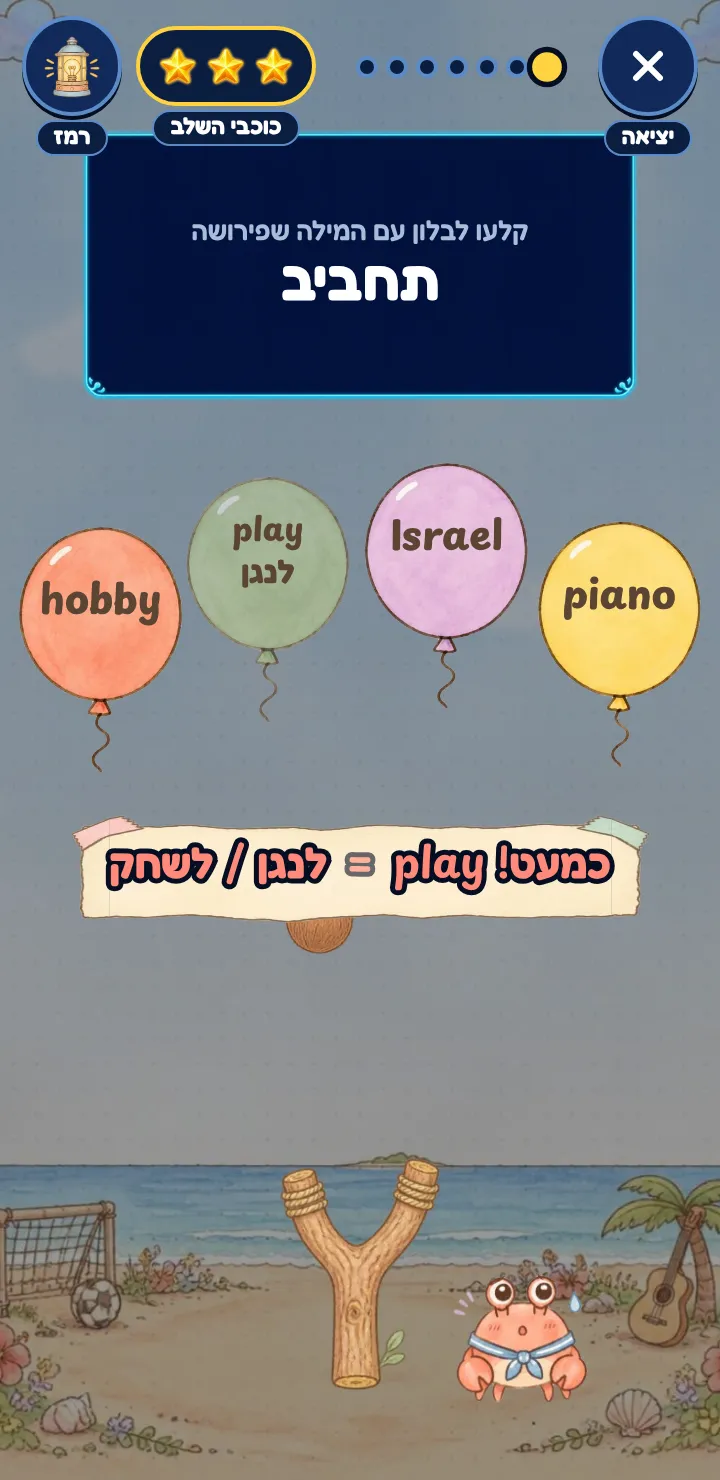 רמז
כוכבי השלב
יציאה
קלעו לבלון עם המילה שפירושה
תחביב
hobby
play
לנגן
Israel
piano
כמעט! play = לנגן / לשחק